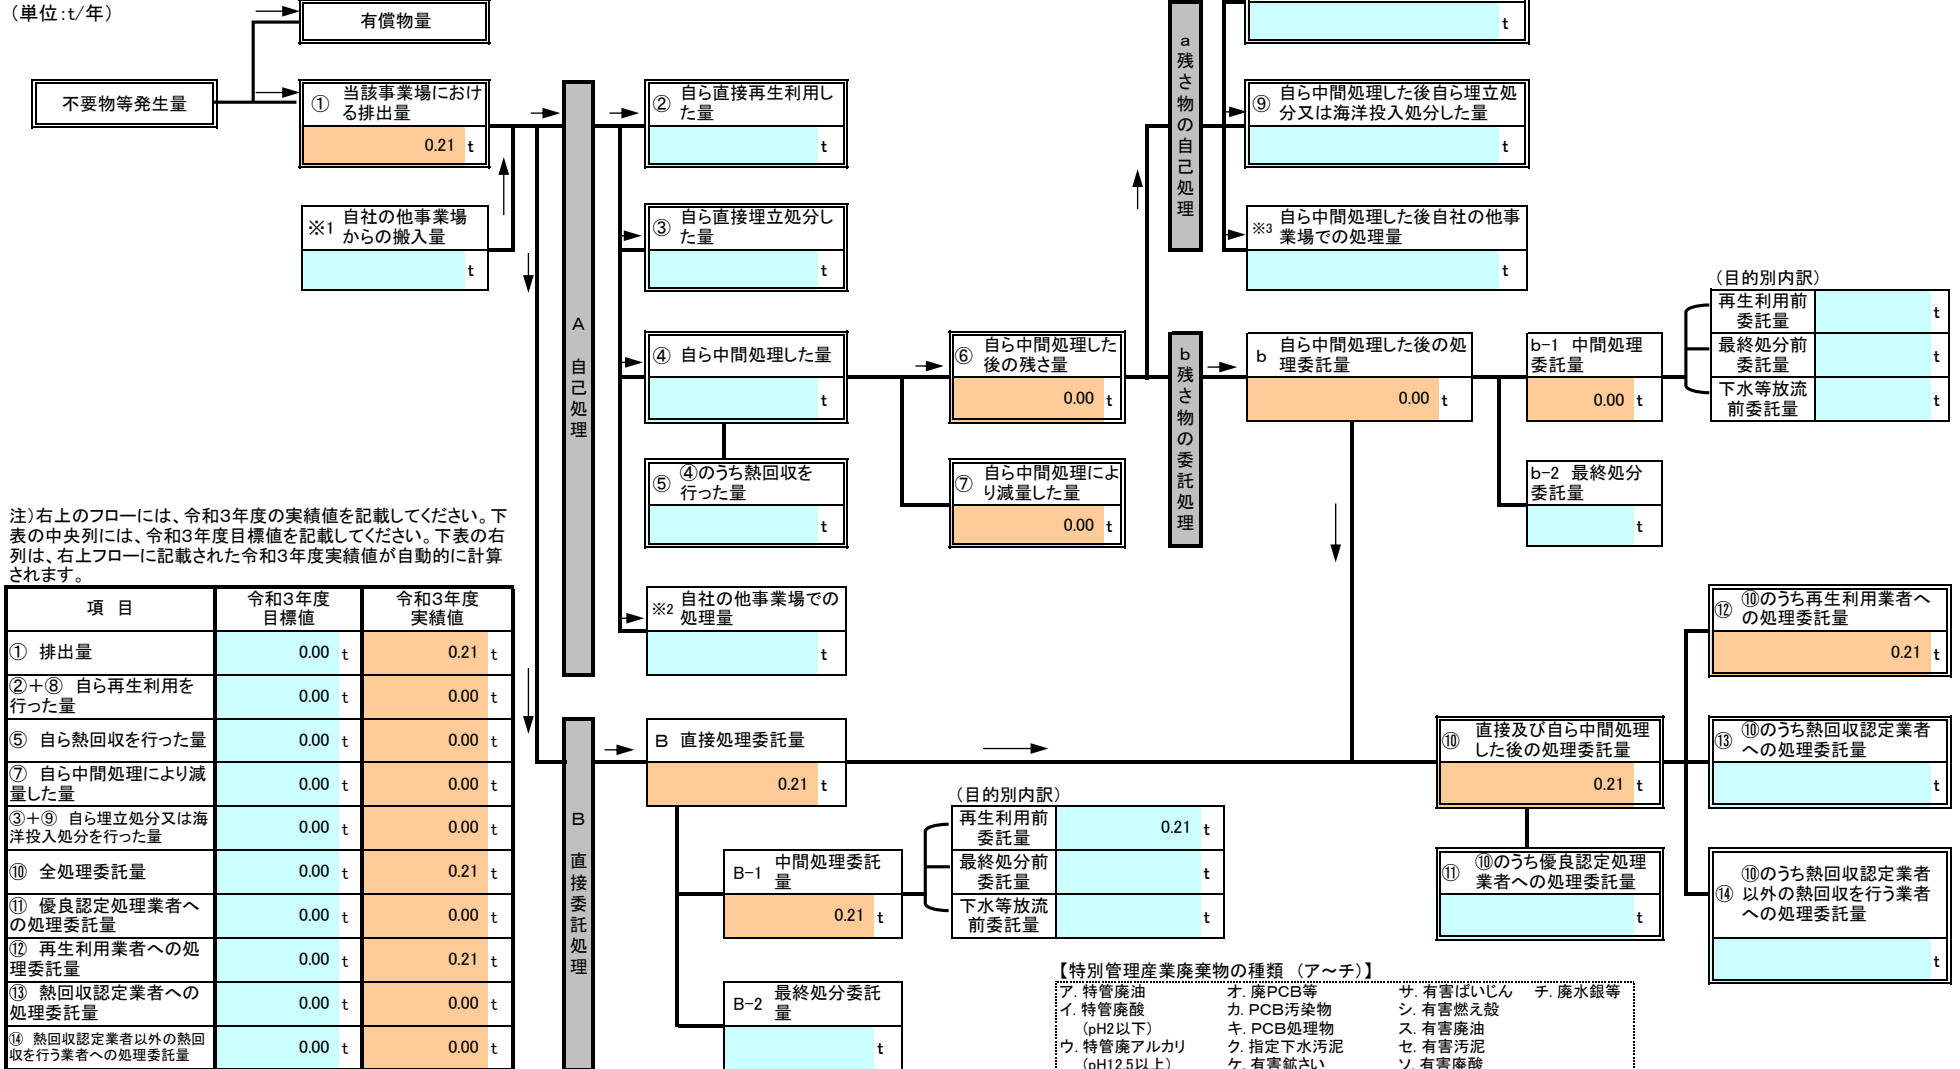 (単位:t/年)
有償物量
不要物等発生量
① 当該事業場におけ
る排出量
0.21 t
※1 自社の他事業場
からの搬入量
t
A 自己処理
② 自ら直接再生利用し
た量
t
③ 自ら直接埋立処分し
た量
t
④ 自ら中間処理した量
t
⑤ ④のうち熱回収を
行った量
t
※2 自社の他事業場での
処理量
t
⑥ 自ら中間処理した
後の残さ量
0.00 t
⑦ 自ら中間処理によ
り減量した量
0.00 t
a 残さ物の自己処理
t
⑨ 自ら中間処理した後自ら埋立処
分又は海洋投入処分した量
t
※3 自ら中間処理した後自社の他事
業場での処理量
t
b 残さ物の委託処理
b 自ら中間処理した後の処
理委託量
0.00 t
b-1 中間処理
委託量
0.00 t
b-2 最終処分
委託量
t
(目的別内訳)
再生利用前
委託量
t
最終処分前
委託量
t
下水等放流
前委託量
t
注)右上のフローには、令和3年度の実績値を記載してください。下
表の中央列には、令和3年度目標値を記載してください。下表の右
列は、右上フローに記載された令和3年度実績値が自動的に計算
されます。
項 目 令和3年度
目標値 令和3年度
実績値
① 排出量 0.00 t 0.21 t
②+⑧ 自ら再生利用を
行った量 0.00 t 0.00 t
⑤ 自ら熱回収を行った量 0.00 t 0.00 t
⑦ 自ら中間処理により減
量した量 0.00 t 0.00 t
③+⑨ 自ら埋立処分又は海
洋投入処分を行った量 0.00 t 0.00 t
⑩ 全処理委託量 0.00 t 0.21 t
⑪ 優良認定処理業者へ
の処理委託量 0.00 t 0.00 t
⑫ 再生利用業者への処
理委託量 0.00 t 0.21 t
⑬ 熱回収認定業者への
処理委託量 0.00 t 0.00 t
⑭ 熱回収認定業者以外の熱回
収を行う業者への処理委託量 0.00 t 0.00 t
B 直接委託処理
B 直接処理委託量
0.21 t
B-1 中間処理委託
量
0.21 t
B-2 最終処分委託
量
t
(目的別内訳)
再生利用前
委託量
0.21 t
最終処分前
委託量
t
下水等放流
前委託量
t
⑩ 直接及び自ら中間処理
した後の処理委託量
0.21 t
⑪ ⑩のうち優良認定処理
業者への処理委託量
t
⑫ ⑩のうち再生利用業者へ
の処理委託量
0.21 t
⑬ ⑩のうち熱回収認定業者
への処理委託量
t
⑩のうち熱回収認定業者
⑭ 以外の熱回収を行う業者
への処理委託量
t
【特別管理産業廃棄物の種類 (ア~チ)】
ア. 特管廃油 オ. 廃PCB等 サ. 有害ばいじん チ. 廃水銀等
イ. 特管廃酸 カ. PCB汚染物 シ. 有害燃え殻
(pH2以下) キ. PCB処理物 ス. 有害廃油
ウ. 特管廃アルカリ ク. 指定下水汚泥 セ. 有害汚泥
(pH12.5以上) ケ. 有害鉱さい ソ. 有害廃酸